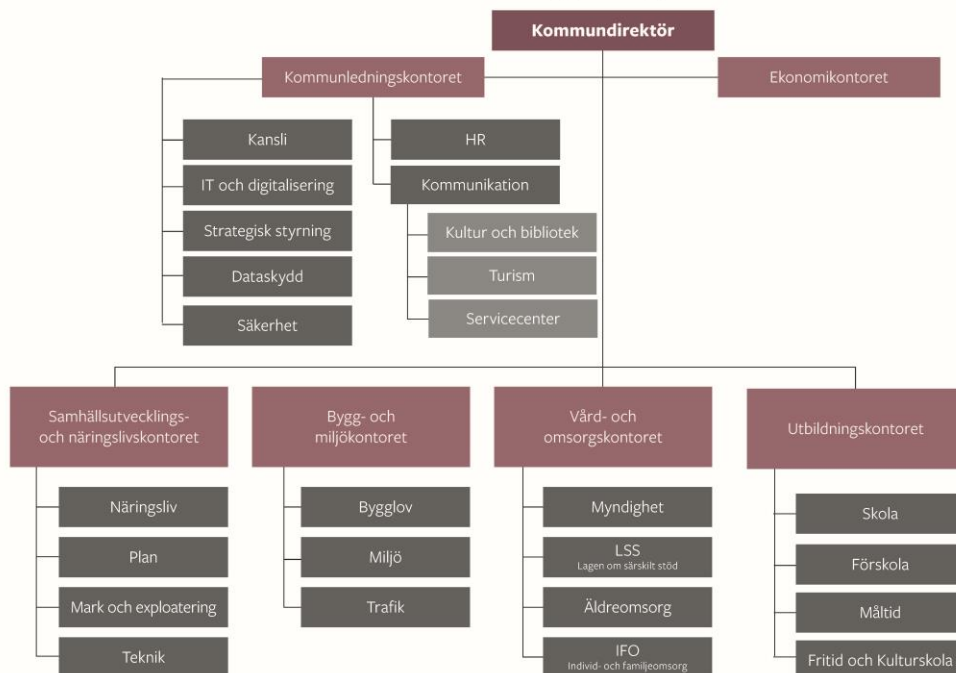 Kommundirektör
Kommunledningskontoret
Ekonomikontoret
Kansli
IT och digitalisering
Strategisk styrning
Dataskydd
Säkerhet
HR
Kommunikation
Kultur och bibliotek
Turism
Servicecenter
Samhällsutvecklings-
och näringslivskontoret
Näringsliv
Plan
Mark och exploatering
Teknik
Bygg- och
miljökontoret
Bygglov
Miljö
Trafik
Vård- och
omsorgskontoret
Myndighet
LSS
Lagen om särskilt stöd
Äldreomsorg
IFO
Individ- och familjeomsorg
Utbildningskontoret
Skola
Förskola
Måltid
Fritid och Kulturskola